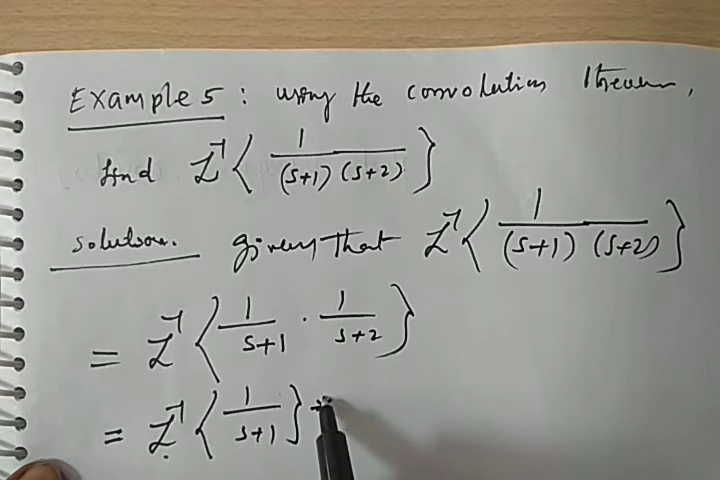 Example 5 : using the convolution theorem,
find L⁻¹ { 1 / (s+1) (s+2) }
Solution. given that L⁻¹ { 1 / (s+1) (s+2) }
= L⁻¹ { 1 / s+1 · 1 / s+2 }
= L⁻¹ { 1 / s+1 } *